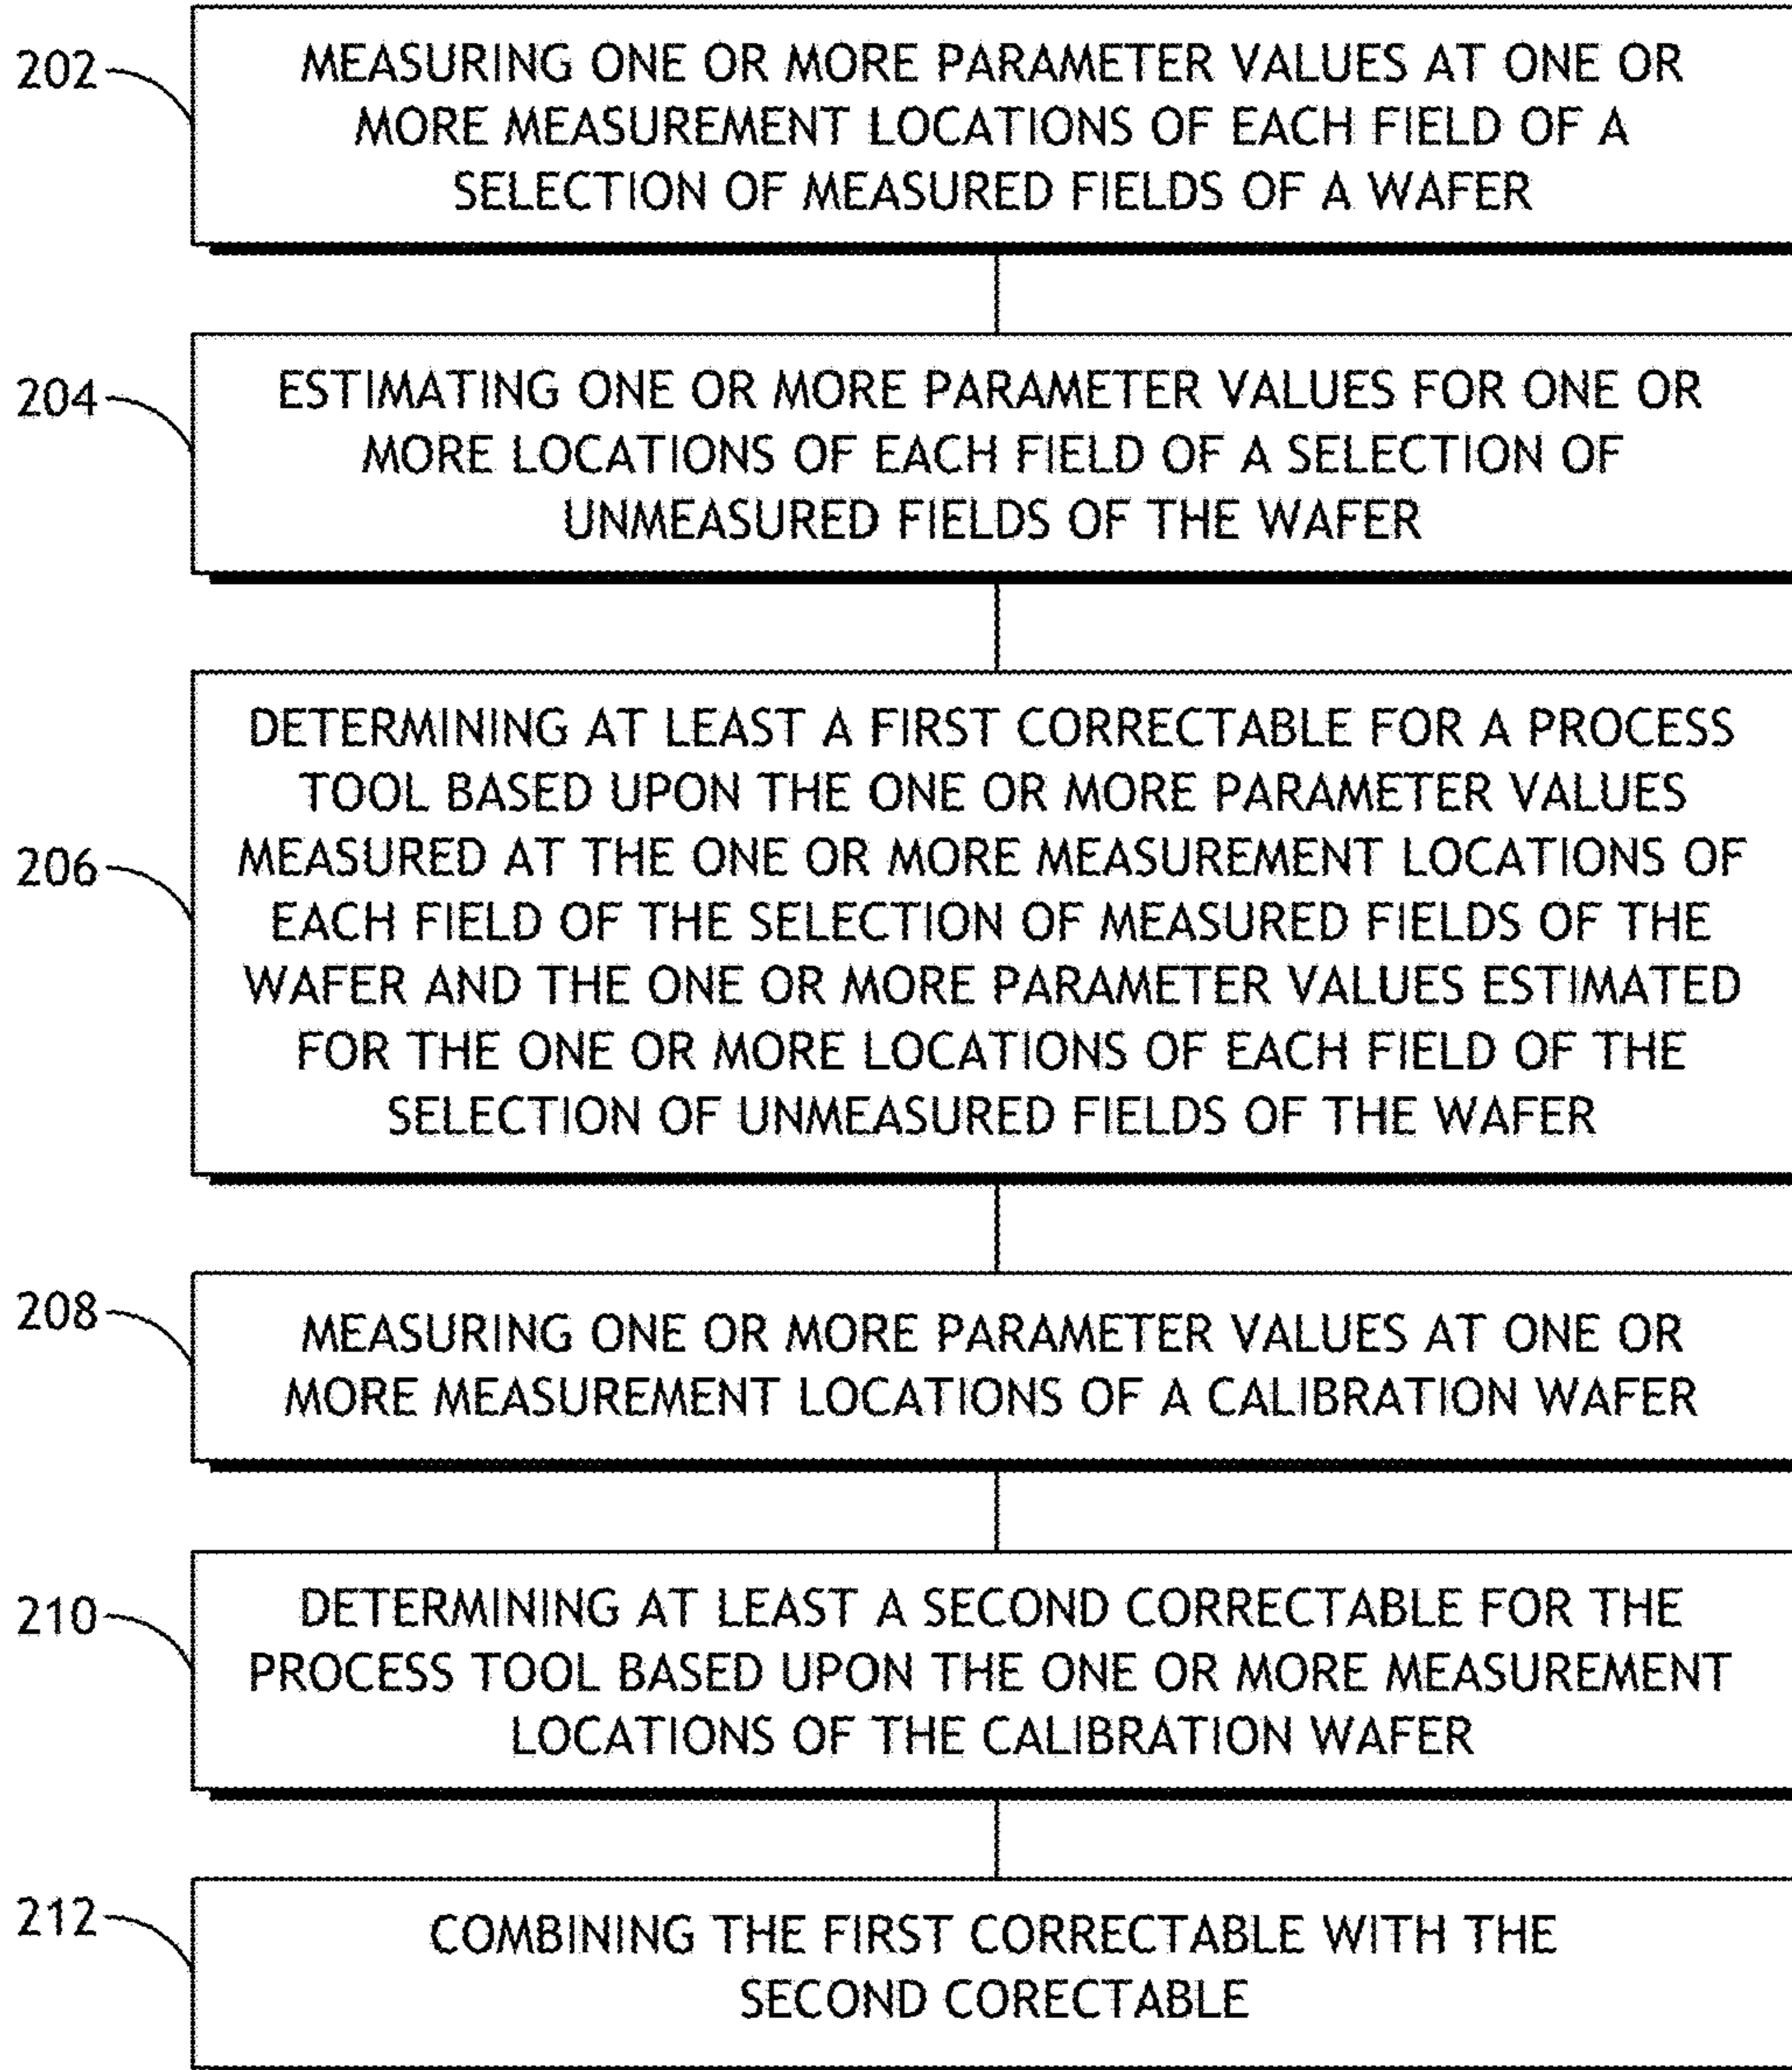 202
MEASURING ONE OR MORE PARAMETER VALUES AT ONE OR
MORE MEASUREMENT LOCATIONS OF EACH FIELD OF A
SELECTION OF MEASURED FIELDS OF A WAFER
204
ESTIMATING ONE OR MORE PARAMETER VALUES FOR ONE OR
MORE LOCATIONS OF EACH FIELD OF A SELECTION OF
UNMEASURED FIELDS OF THE WAFER
206
DETERMINING AT LEAST A FIRST CORRECTABLE FOR A PROCESS
TOOL BASED UPON THE ONE OR MORE PARAMETER VALUES
MEASURED AT THE ONE OR MORE MEASUREMENT LOCATIONS OF
EACH FIELD OF THE SELECTION OF MEASURED FIELDS OF THE
WAFER AND THE ONE OR MORE PARAMETER VALUES ESTIMATED
FOR THE ONE OR MORE LOCATIONS OF EACH FIELD OF THE
SELECTION OF UNMEASURED FIELDS OF THE WAFER
208
MEASURING ONE OR MORE PARAMETER VALUES AT ONE OR
MORE MEASUREMENT LOCATIONS OF A CALIBRATION WAFER
210
DETERMINING AT LEAST A SECOND CORRECTABLE FOR THE
PROCESS TOOL BASED UPON THE ONE OR MORE MEASUREMENT
LOCATIONS OF THE CALIBRATION WAFER
212
COMBINING THE FIRST CORRECTABLE WITH THE
SECOND CORECTABLE